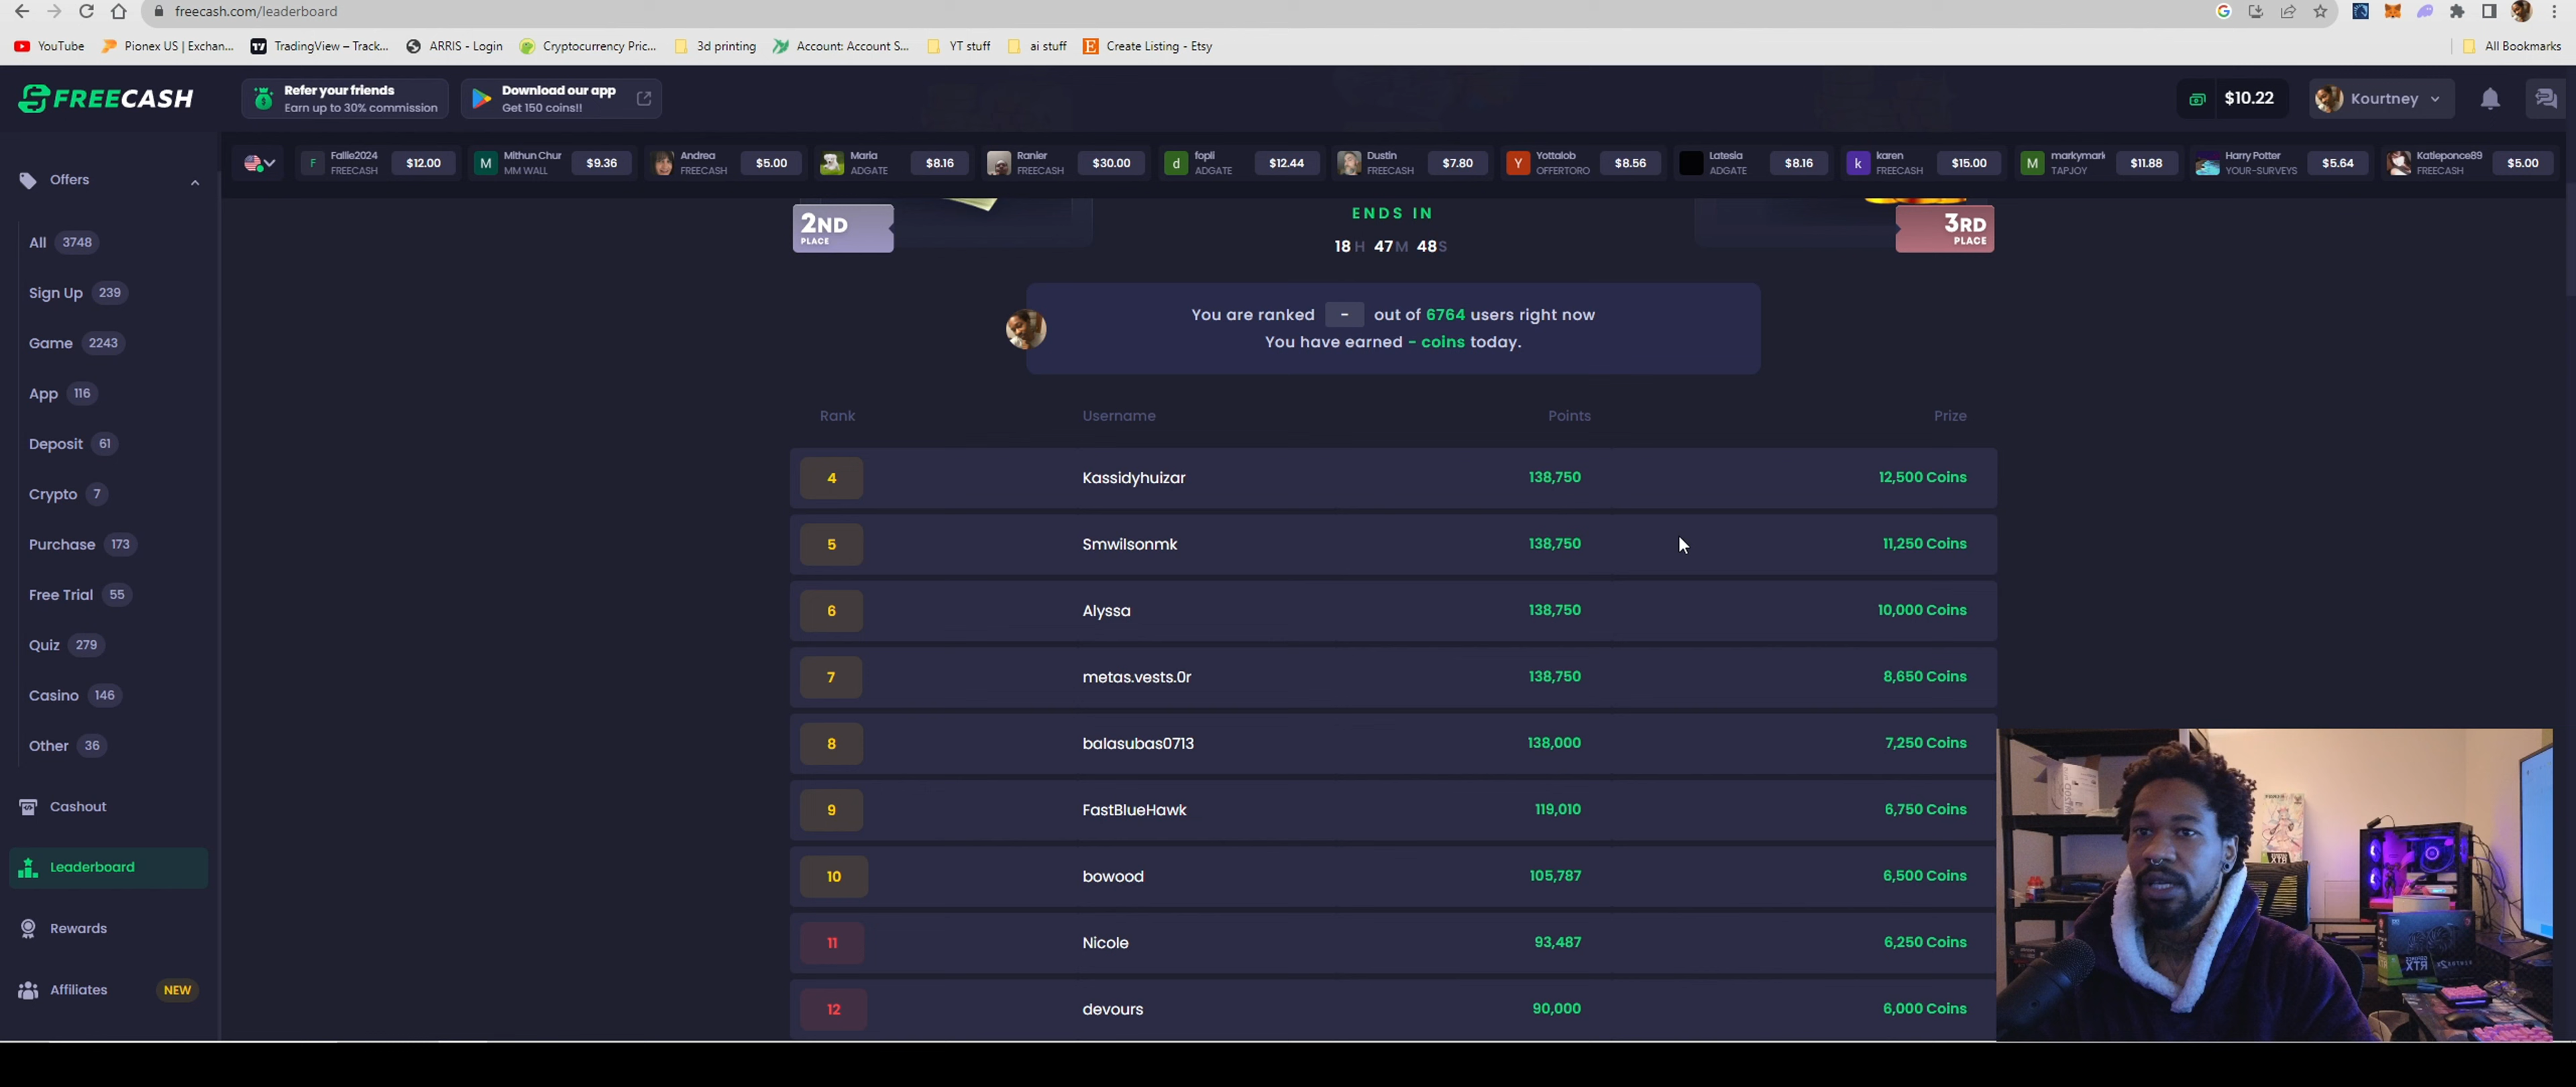 freecash.com/leaderboard
YouTube
Pionex US | Exchan...
TradingView – Track...
ARRIS - Login
Cryptocurrency Pric...
3d printing
Account: Account S...
YT stuff
ai stuff
Create Listing - Etsy
All Bookmarks
FREECASH
Refer your friends
Earn up to 30% commission
Download our app
Get 150 coins!!
$10.22
Kourtney
F Fallie2024 $12.00
FREECASH
M Mithun Chur $9.36
MM WALL
Andrea $5.00
FREECASH
Maria $8.16
ADGATE
Ranier $30.00
FREECASH
d fopli $12.44
ADGATE
Dustin $7.80
FREECASH
Y Yottalob $8.56
OFFERTORO
Latesia $8.16
ADGATE
k karen $15.00
FREECASH
M markymark $11.88
TAPJOY
Harry Potter $5.64
YOUR-SURVEYS
Katieponce89 $5.00
FREECASH
Offers
All 3748
Sign Up 239
Game 2243
App 116
Deposit 61
Crypto 7
Purchase 173
Free Trial 55
Quiz 279
Casino 146
Other 36
Cashout
Leaderboard
Rewards
Affiliates NEW
2ND
PLACE
ENDS IN
18H 47M 48S
3RD
PLACE
You are ranked - out of 6764 users right now
You have earned - coins today.
Rank Username Points Prize
4 Kassidyhuizar 138,750 12,500 Coins
5 Smwilsonmk 138,750 11,250 Coins
6 Alyssa 138,750 10,000 Coins
7 metas.vests.0r 138,750 8,650 Coins
8 balasubas0713 138,000 7,250 Coins
9 FastBlueHawk 119,010 6,750 Coins
10 bowood 105,787 6,500 Coins
11 Nicole 93,487 6,250 Coins
12 devours 90,000 6,000 Coins